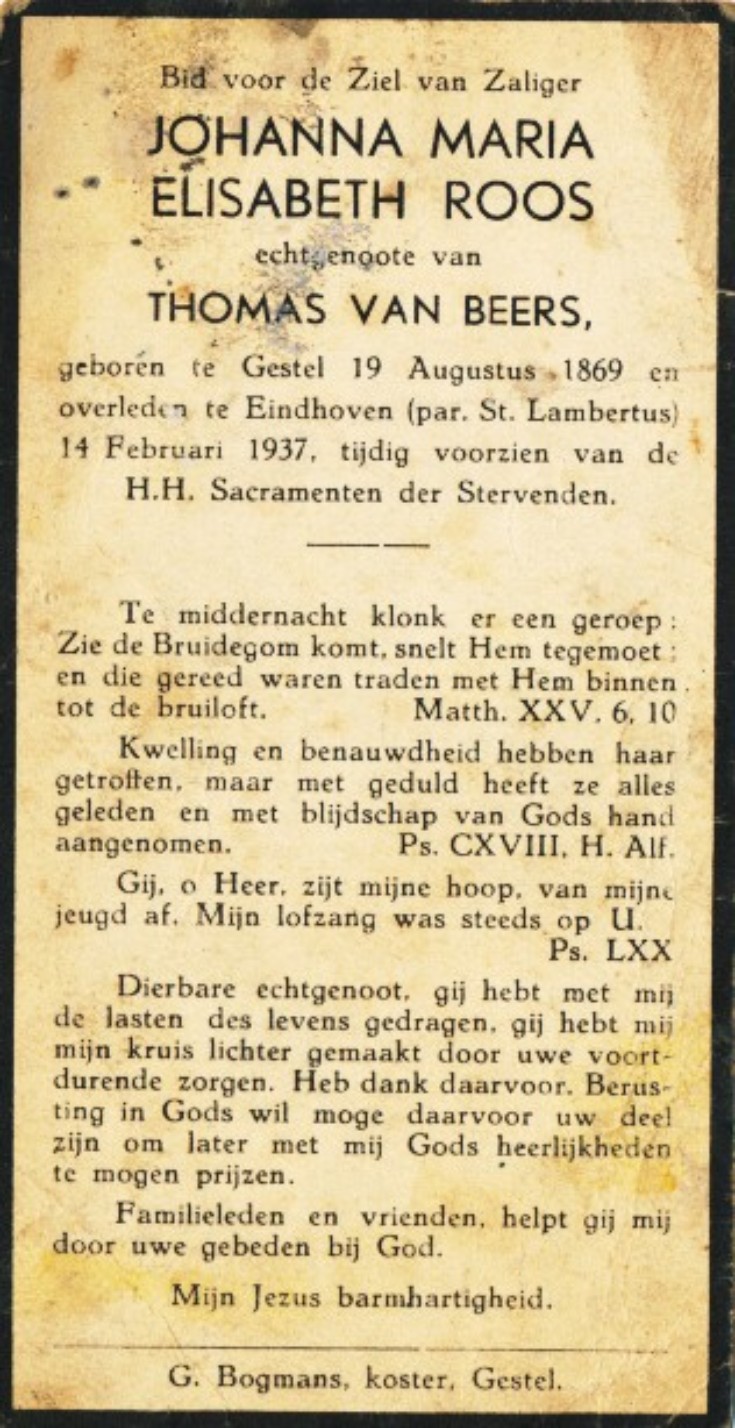 Bid voor de Ziel van Zaliger
JOHANNA MARIA
ELISABETH ROOS
echtgenoote van
THOMAS VAN BEERS,
geboren te Gestel 19 Augustus 1869 en
overleden te Eindhoven (par. St. Lambertus)
14 Februari 1937, tijdig voorzien van de
H.H. Sacramenten der Stervenden.
Te middernacht klonk er een geroep :
Zie de Bruidegom komt, snelt Hem tegemoet :
en die gereed waren traden met Hem binnen
tot de bruiloft. Matth. XXV. 6, 10
Kwelling en benauwdheid hebben haar
getroffen, maar met geduld heeft ze alles
geleden en met blijdschap van Gods hand
aangenomen. Ps. CXVIII, H. Alf.
Gij, o Heer, zijt mijne hoop, van mijne
jeugd af. Mijn lofzang was steeds op U.
Ps. LXX
Dierbare echtgenoot, gij hebt met mij
de lasten des levens gedragen, gij hebt mij
mijn kruis lichter gemaakt door uwe voort-
durende zorgen. Heb dank daarvoor. Berus-
ting in Gods wil moge daarvoor uw deel
zijn om later met mij Gods heerlijkheden
te mogen prijzen.
Familieleden en vrienden, helpt gij mij
door uwe gebeden bij God.
Mijn Jezus barmhartigheid.
G. Bogmans, koster, Gestel.